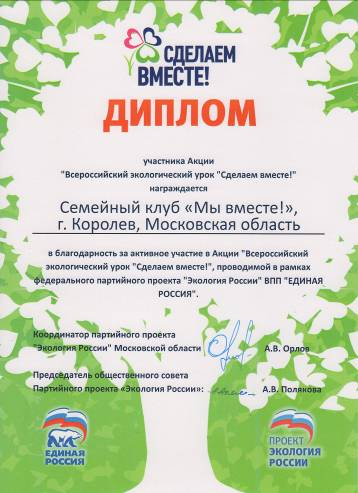 СДЕЛАЕМ
ВМЕСТЕ!
ДИПЛОМ
участника Акции
"Всероссийский экологический урок "Сделаем вместе!"
награждается
Семейный клуб «Мы вместе!»,
г. Королев, Московская область
в благодарность за активное участие в Акции "Всероссийский
экологический урок "Сделаем вместе!", проводимой в рамках
федерального партийного проекта "Экология России" ВПП "ЕДИНАЯ
РОССИЯ".
Координатор партийного проекта
"Экология России" Московской области А.В. Орлов
Председатель общественного совета
Партийного проекта «Экология России»: А.В. Полякова
ЕДИНАЯ
РОССИЯ
ПРОЕКТ
ЭКОЛОГИЯ
РОССИИ